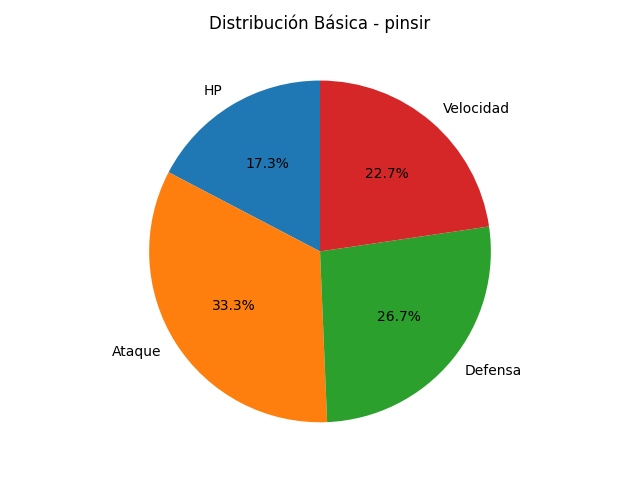 Distribución Básica - pinsir
HP
Velocidad
17.3%
22.7%
33.3%
26.7%
Ataque
Defensa